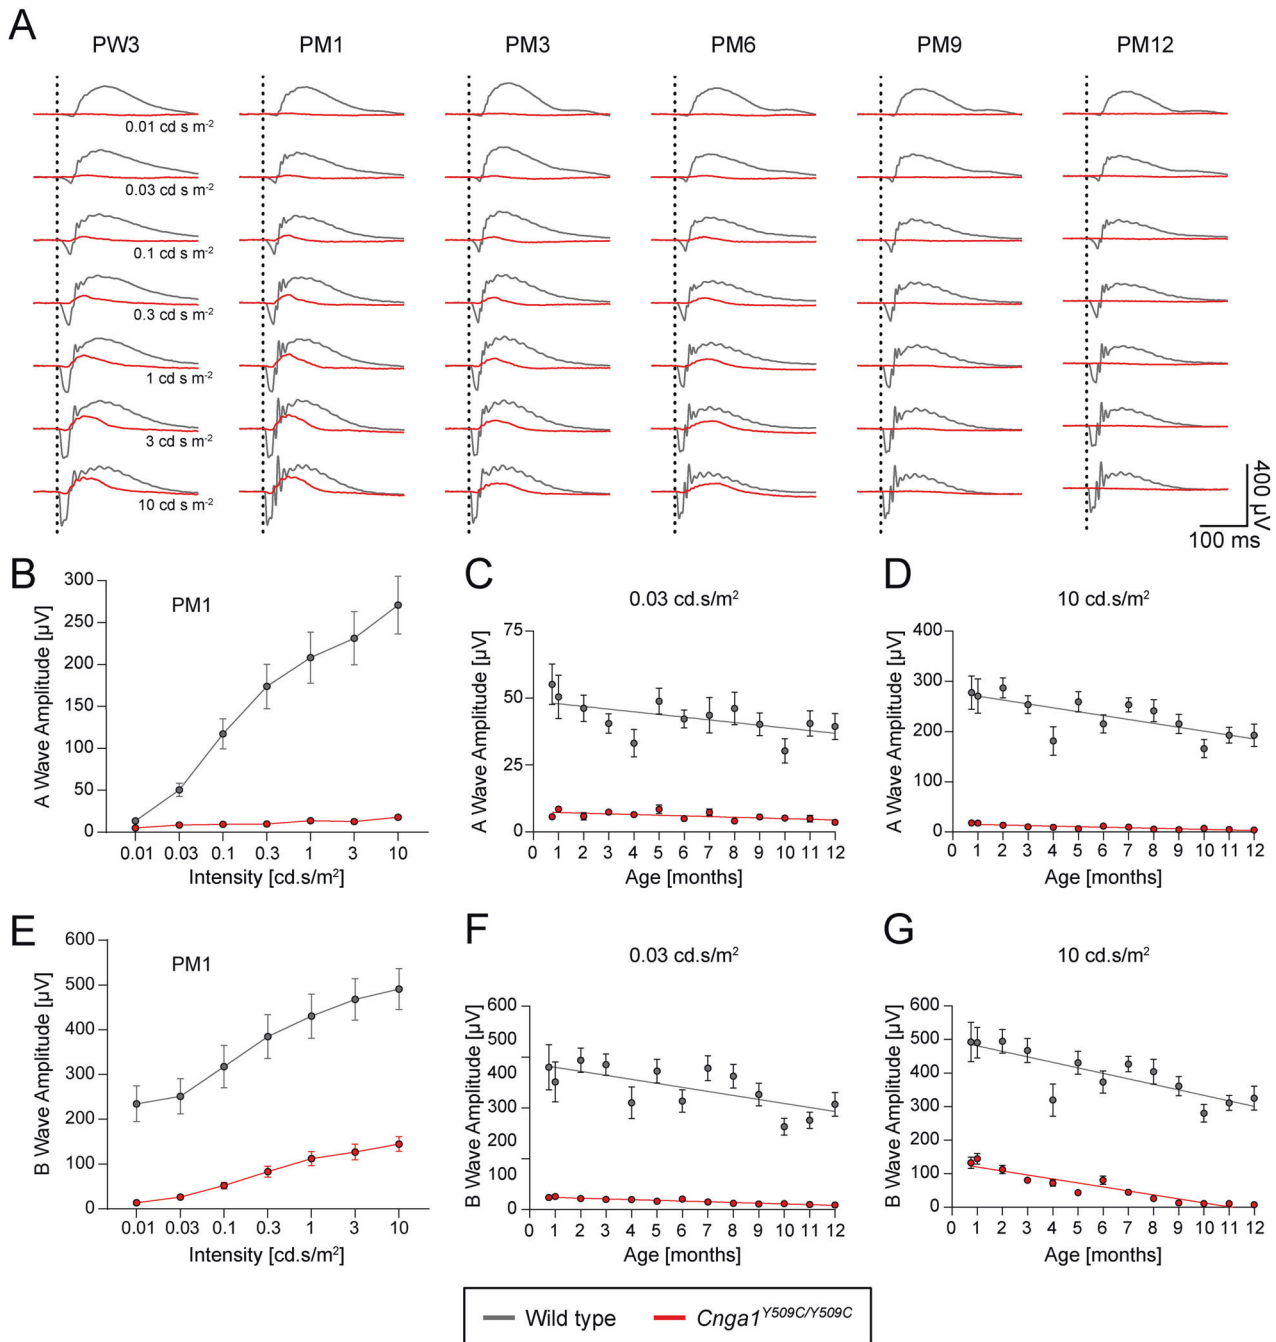 A
PW3 PM1 PM3 PM6 PM9 PM12
0.01 cd s m-2
0.03 cd s m-2
0.1 cd s m-2
0.3 cd s m-2
1 cd s m-2
3 cd s m-2
10 cd s m-2
400 µV
100 ms
B
PM1
A Wave Amplitude [µV]
300
250
200
150
100
50
0
0.01 0.03 0.1 0.3 1 3 10
Intensity [cd.s/m2]
C
0.03 cd.s/m2
A Wave Amplitude [µV]
75
50
25
0
0 1 2 3 4 5 6 7 8 9 10 11 12
Age [months]
D
10 cd.s/m2
A Wave Amplitude [µV]
400
300
200
100
0
0 1 2 3 4 5 6 7 8 9 10 11 12
Age [months]
E
PM1
B Wave Amplitude [µV]
600
500
400
300
200
100
0
0.01 0.03 0.1 0.3 1 3 10
Intensity [cd.s/m2]
F
0.03 cd.s/m2
B Wave Amplitude [µV]
600
500
400
300
100
0
0 1 2 3 4 5 6 7 8 9 10 11 12
Age [months]
G
10 cd.s/m2
B Wave Amplitude [µV]
600
500
400
300
200
100
0
0 1 2 3 4 5 6 7 8 9 10 11 12
Age [months]
Wild type Cnga1Y509C/Y509C